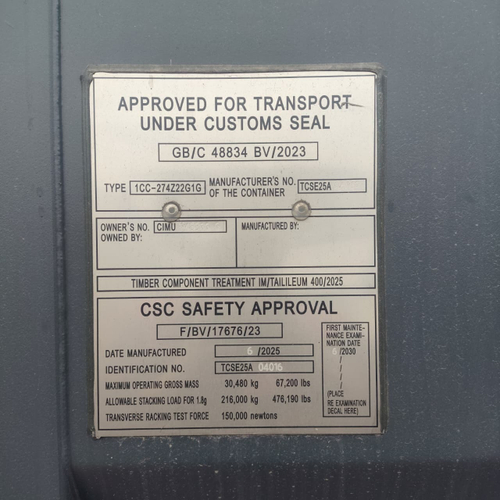 APPROVED FOR TRANSPORT
UNDER CUSTOMS SEAL
GB/C 48834 BV/2023
TYPE 1CC-274Z22G1G MANUFACTURER'S NO. OF THE CONTAINER TCSE25A
OWNER'S NO. CIMU
OWNED BY:
MANUFACTURED BY:
TIMBER COMPONENT TREATMENT IM/TAILILEUM 400/2025
CSC SAFETY APPROVAL
F/BV/17676/23
DATE MANUFACTURED 6 /2025
IDENTIFICATION NO. TCSE25A 04016
MAXIMUM OPERATING GROSS MASS 30,480 kg 67,200 lbs
ALLOWABLE STACKING LOAD FOR 1.8g 216,000 kg 476,190 lbs
TRANSVERSE RACKING TEST FORCE 150,000 newtons
FIRST MAINTE-
NANCE EXAMI-
NATION DATE
/2030
/
/
/
/
(PLACE
RE EXAMINATION
DECAL HERE)